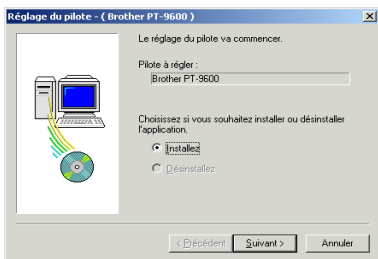 Réglage du pilote - ( Brother PT-9600 )
Le réglage du pilote va commencer.
Pilote à régler :
Brother PT-9600
Choisissez si vous souhaitez installer ou désinstaller
l'application.
Installez
Désinstallez
< Précédent
Suivant >
Annuler